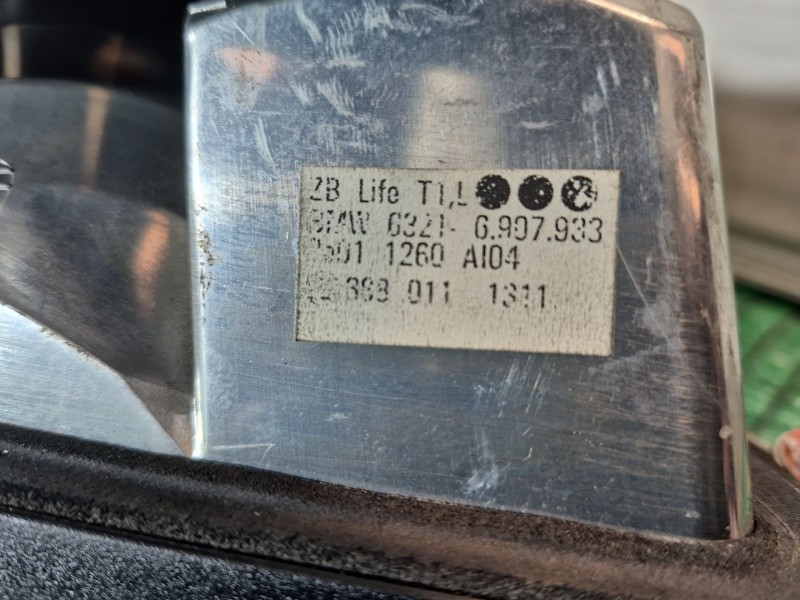 ZB Life T1,L
BMW 6321- 6.907.933
1260 AI04
011 1311